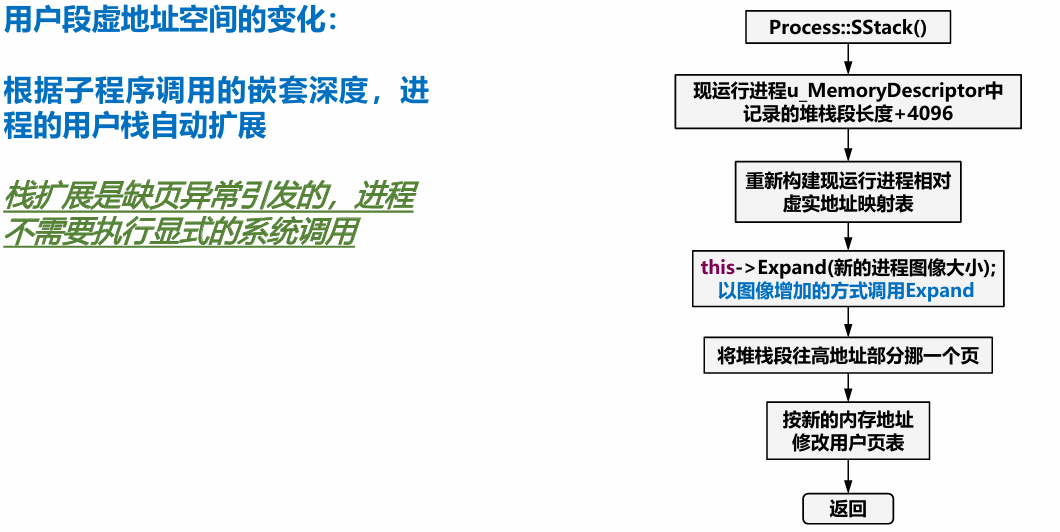 用户段虚地址空间的变化：
根据子程序调用的嵌套深度，进
程的用户栈自动扩展
栈扩展是缺页异常引发的，进程
不需要执行显式的系统调用
Process::SStack()
现运行进程u_MemoryDescriptor中
记录的堆栈段长度+4096
重新构建现运行进程相对
虚实地址映射表
this->Expand(新的进程图像大小);
以图像增加的方式调用Expand
将堆栈段往高地址部分挪一个页
按新的内存地址
修改用户页表
返回